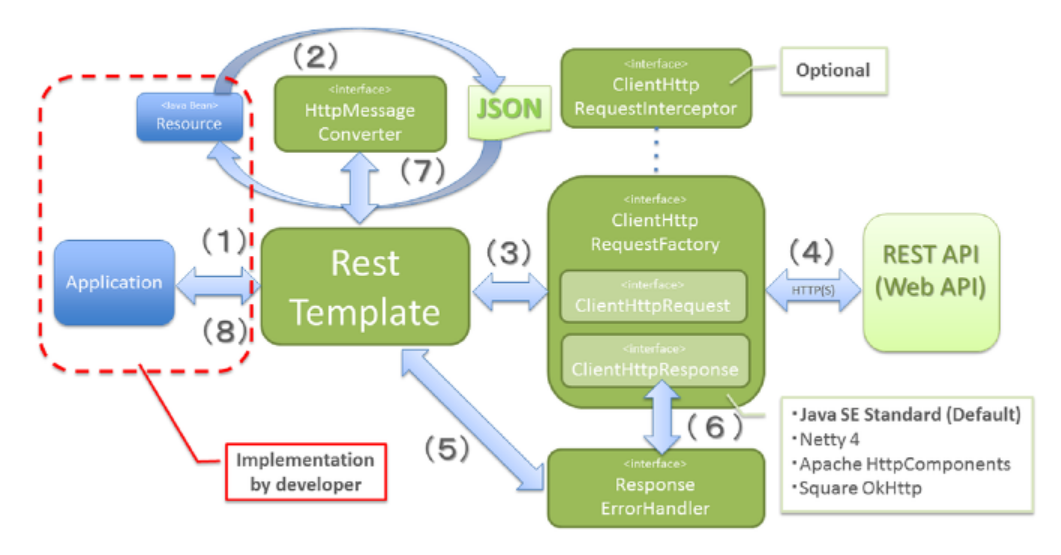 (2)
<interface>
HttpMessage
Converter
JSON
<interface>
ClientHttp
RequestInterceptor
Optional
<Java Bean>
Resource
(7)
(1)
Application
(8)
Rest
Template
(3)
<interface>
ClientHttp
RequestFactory
<interface>
ClientHttpRequest
<interface>
ClientHttpResponse
(4)
HTTP(S)
REST API
(Web API)
(5)
(6)
<interface>
Response
ErrorHandler
・Java SE Standard (Default)
・Netty 4
・Apache HttpComponents
・Square OkHttp
Implementation
by developer